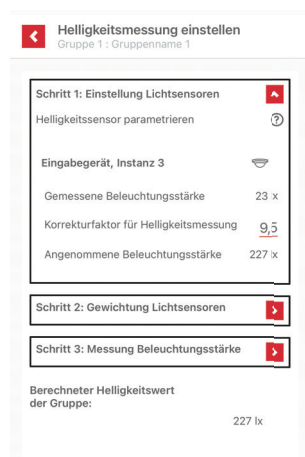 Helligkeitsmessung einstellen
Gruppe 1 : Gruppenname 1
Schritt 1: Einstellung Lichtsensoren
Helligkeitssensor parametrieren ?
Eingabegerät, Instanz 3
Gemessene Beleuchtungsstärke 23 x
Korrekturfaktor für Helligkeitsmessung 9,5
Angenommene Beleuchtungsstärke 227 lx
Schritt 2: Gewichtung Lichtsensoren
Schritt 3: Messung Beleuchtungsstärke
Berechneter Helligkeitswert
der Gruppe:
227 lx